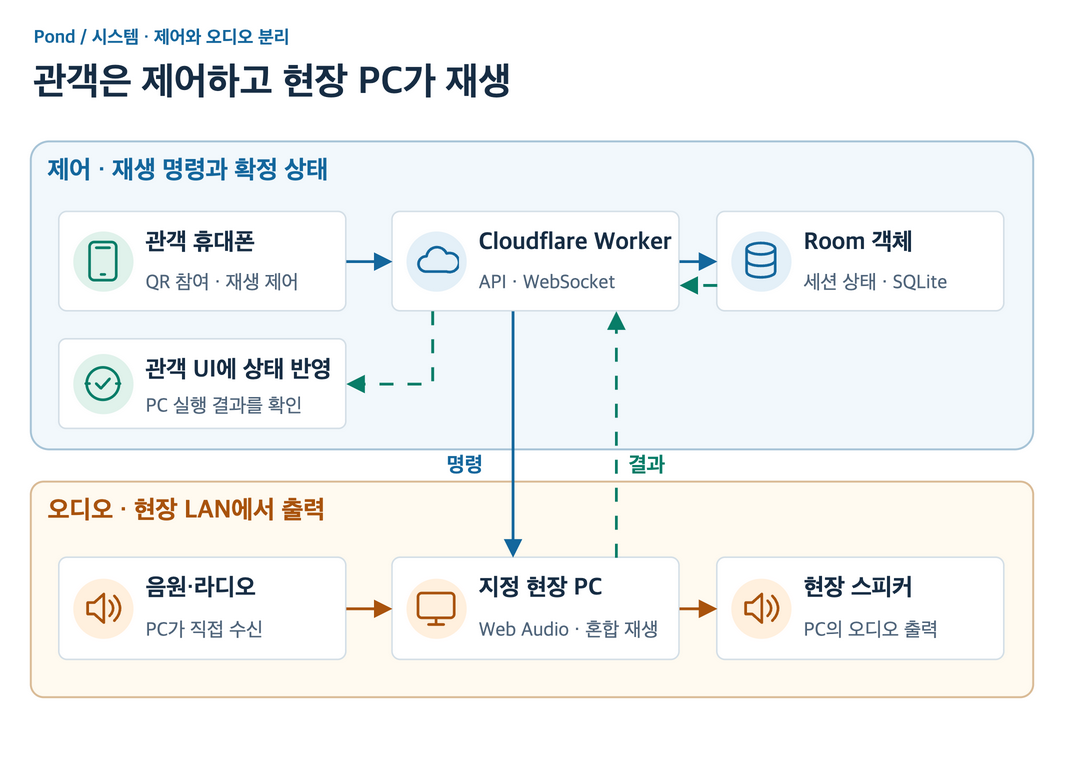 Pond / 시스템 · 제어와 오디오 분리
관객은 제어하고 현장 PC가 재생
제어 · 재생 명령과 확정 상태
관객 휴대폰
QR 참여 · 재생 제어
Cloudflare Worker
API · WebSocket
Room 객체
세션 상태 · SQLite
관객 UI에 상태 반영
PC 실행 결과를 확인
명령
결과
오디오 · 현장 LAN에서 출력
음원·라디오
PC가 직접 수신
지정 현장 PC
Web Audio · 혼합 재생
현장 스피커
PC의 오디오 출력